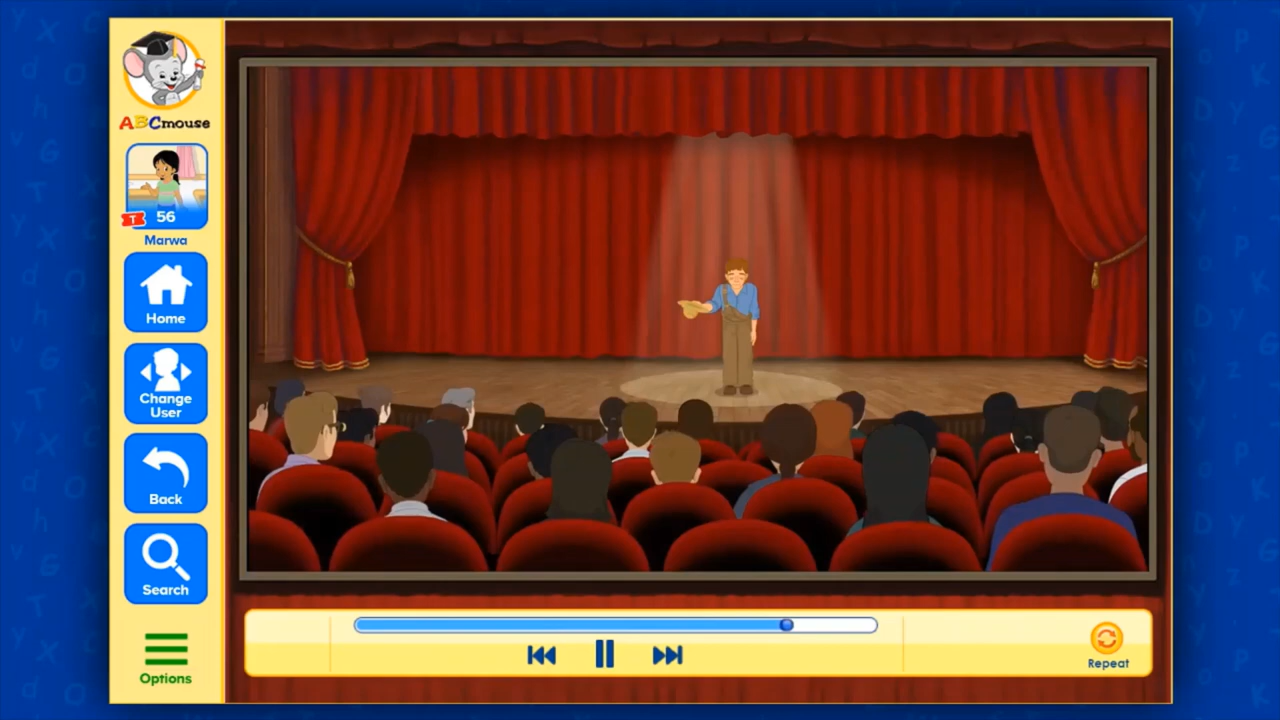 ABCmouse
T
56
Marwa
Home
Change
User
Back
Search
Options
Repeat